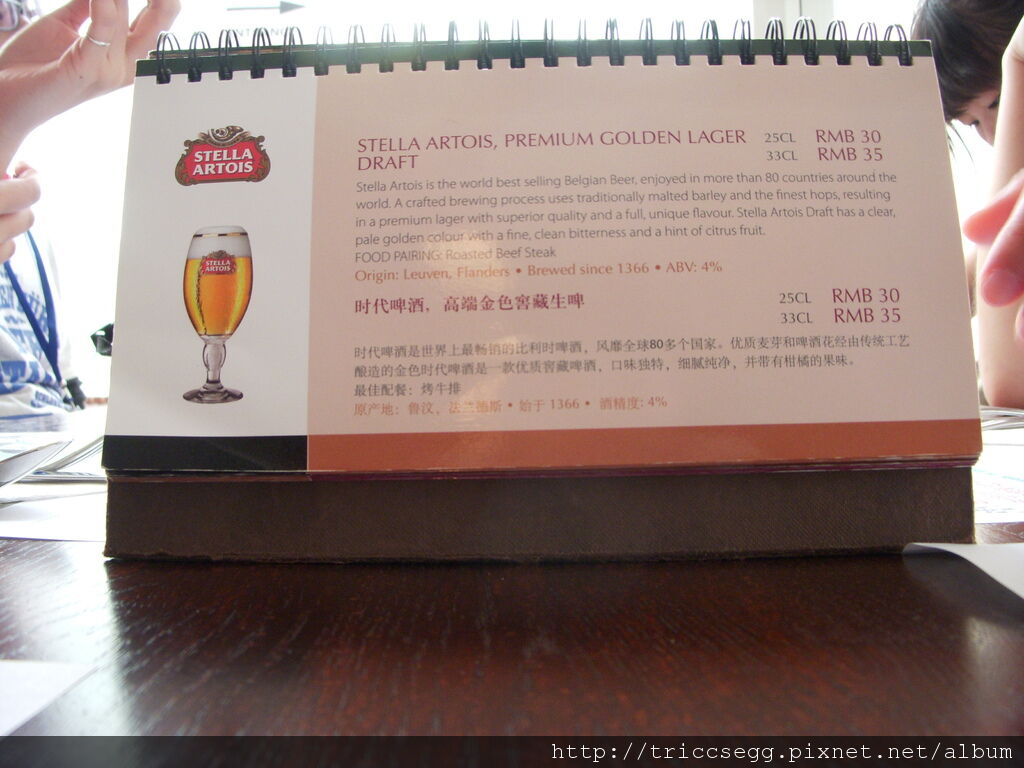 STELLA
ARTOIS
STELLA ARTOIS, PREMIUM GOLDEN LAGER 25CL RMB 30
DRAFT 33CL RMB 35
Stella Artois is the world best selling Belgian Beer, enjoyed in more than 80 countries around the
world. A crafted brewing process uses traditionally malted barley and the finest hops, resulting
in a premium lager with superior quality and a full, unique flavour. Stella Artois Draft has a clear,
pale golden colour with a fine, clean bitterness and a hint of citrus fruit.
FOOD PAIRING: Roasted Beef Steak
Origin: Leuven, Flanders • Brewed since 1366 • ABV: 4%
STELLA
ARTOIS
时代啤酒，高端金色窖藏生啤 25CL RMB 30
33CL RMB 35
时代啤酒是世界上最畅销的比利时啤酒，风靡全球80多个国家。优质麦芽和啤酒花经由传统工艺
酿造的金色时代啤酒是一款优质窖藏啤酒，口味独特，细腻纯净，并带有柑橘的果味。
最佳配餐：烤牛排
原产地：鲁汶，法兰德斯 • 始于 1366 • 酒精度: 4%
http://triccsegg.pixnet.net/album